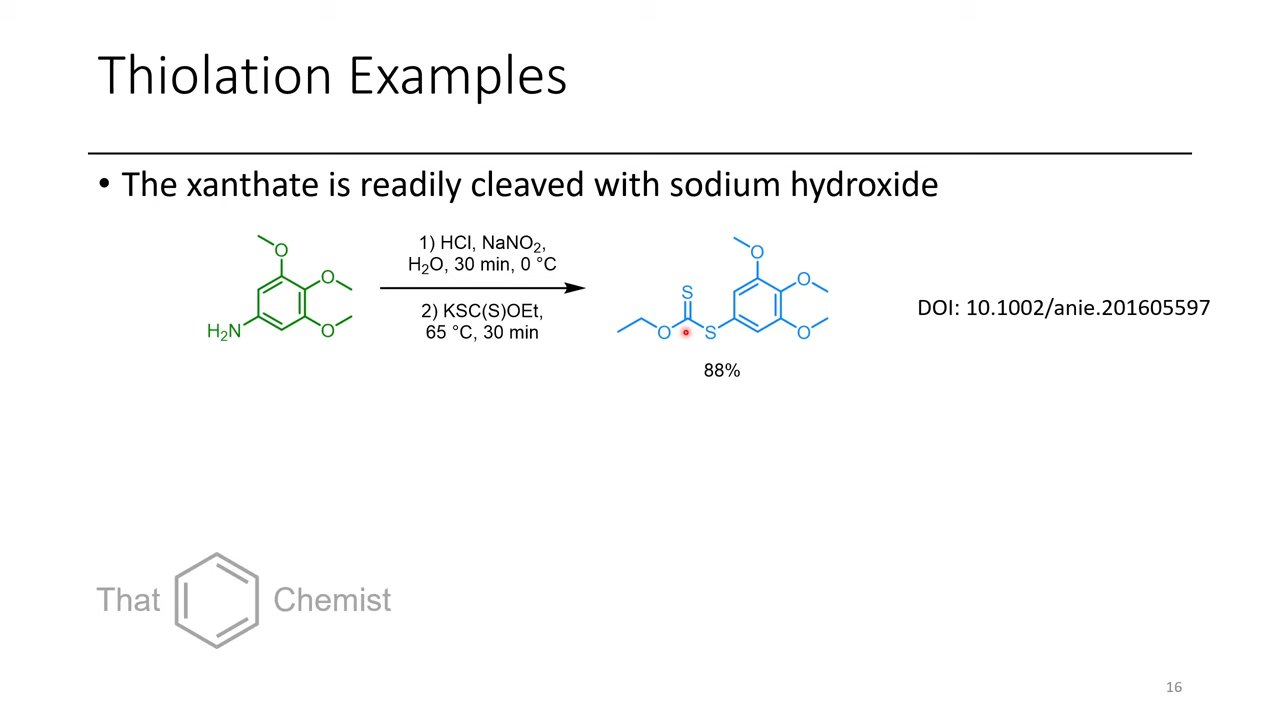 Thiolation Examples
• The xanthate is readily cleaved with sodium hydroxide
O
O
O
H₂N
1) HCl, NaNO₂,
H₂O, 30 min, 0 °C
2) KSC(S)OEt,
65 °C, 30 min
O
O
O
S
O
S
88%
DOI: 10.1002/anie.201605597
That Chemist
16